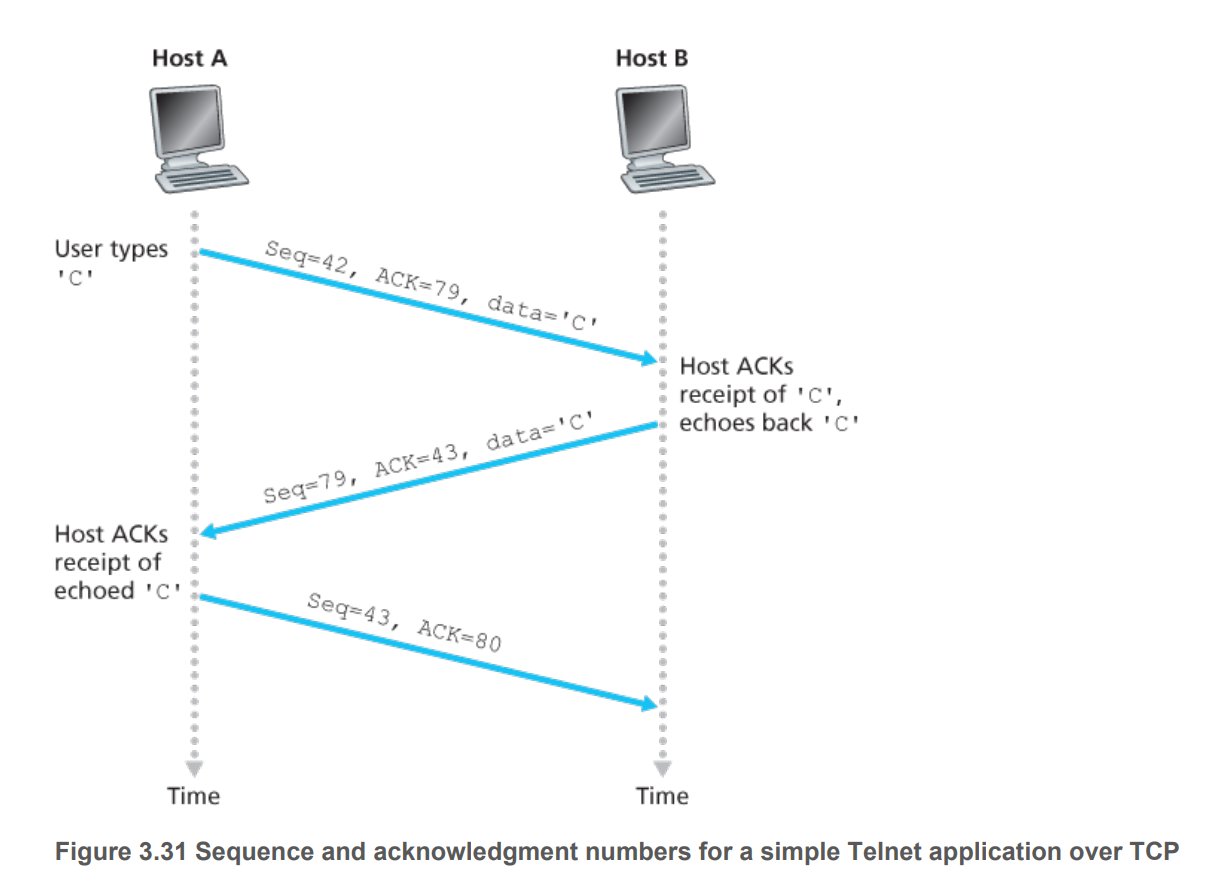 Host A
Host B
User types
'C'
Seq=42, ACK=79, data='C'
Host ACKs
receipt of 'C',
echoes back 'C'
Seq=79, ACK=43, data='C'
Host ACKs
receipt of
echoed 'C'
Seq=43, ACK=80
Time
Time
Figure 3.31 Sequence and acknowledgment numbers for a simple Telnet application over TCP